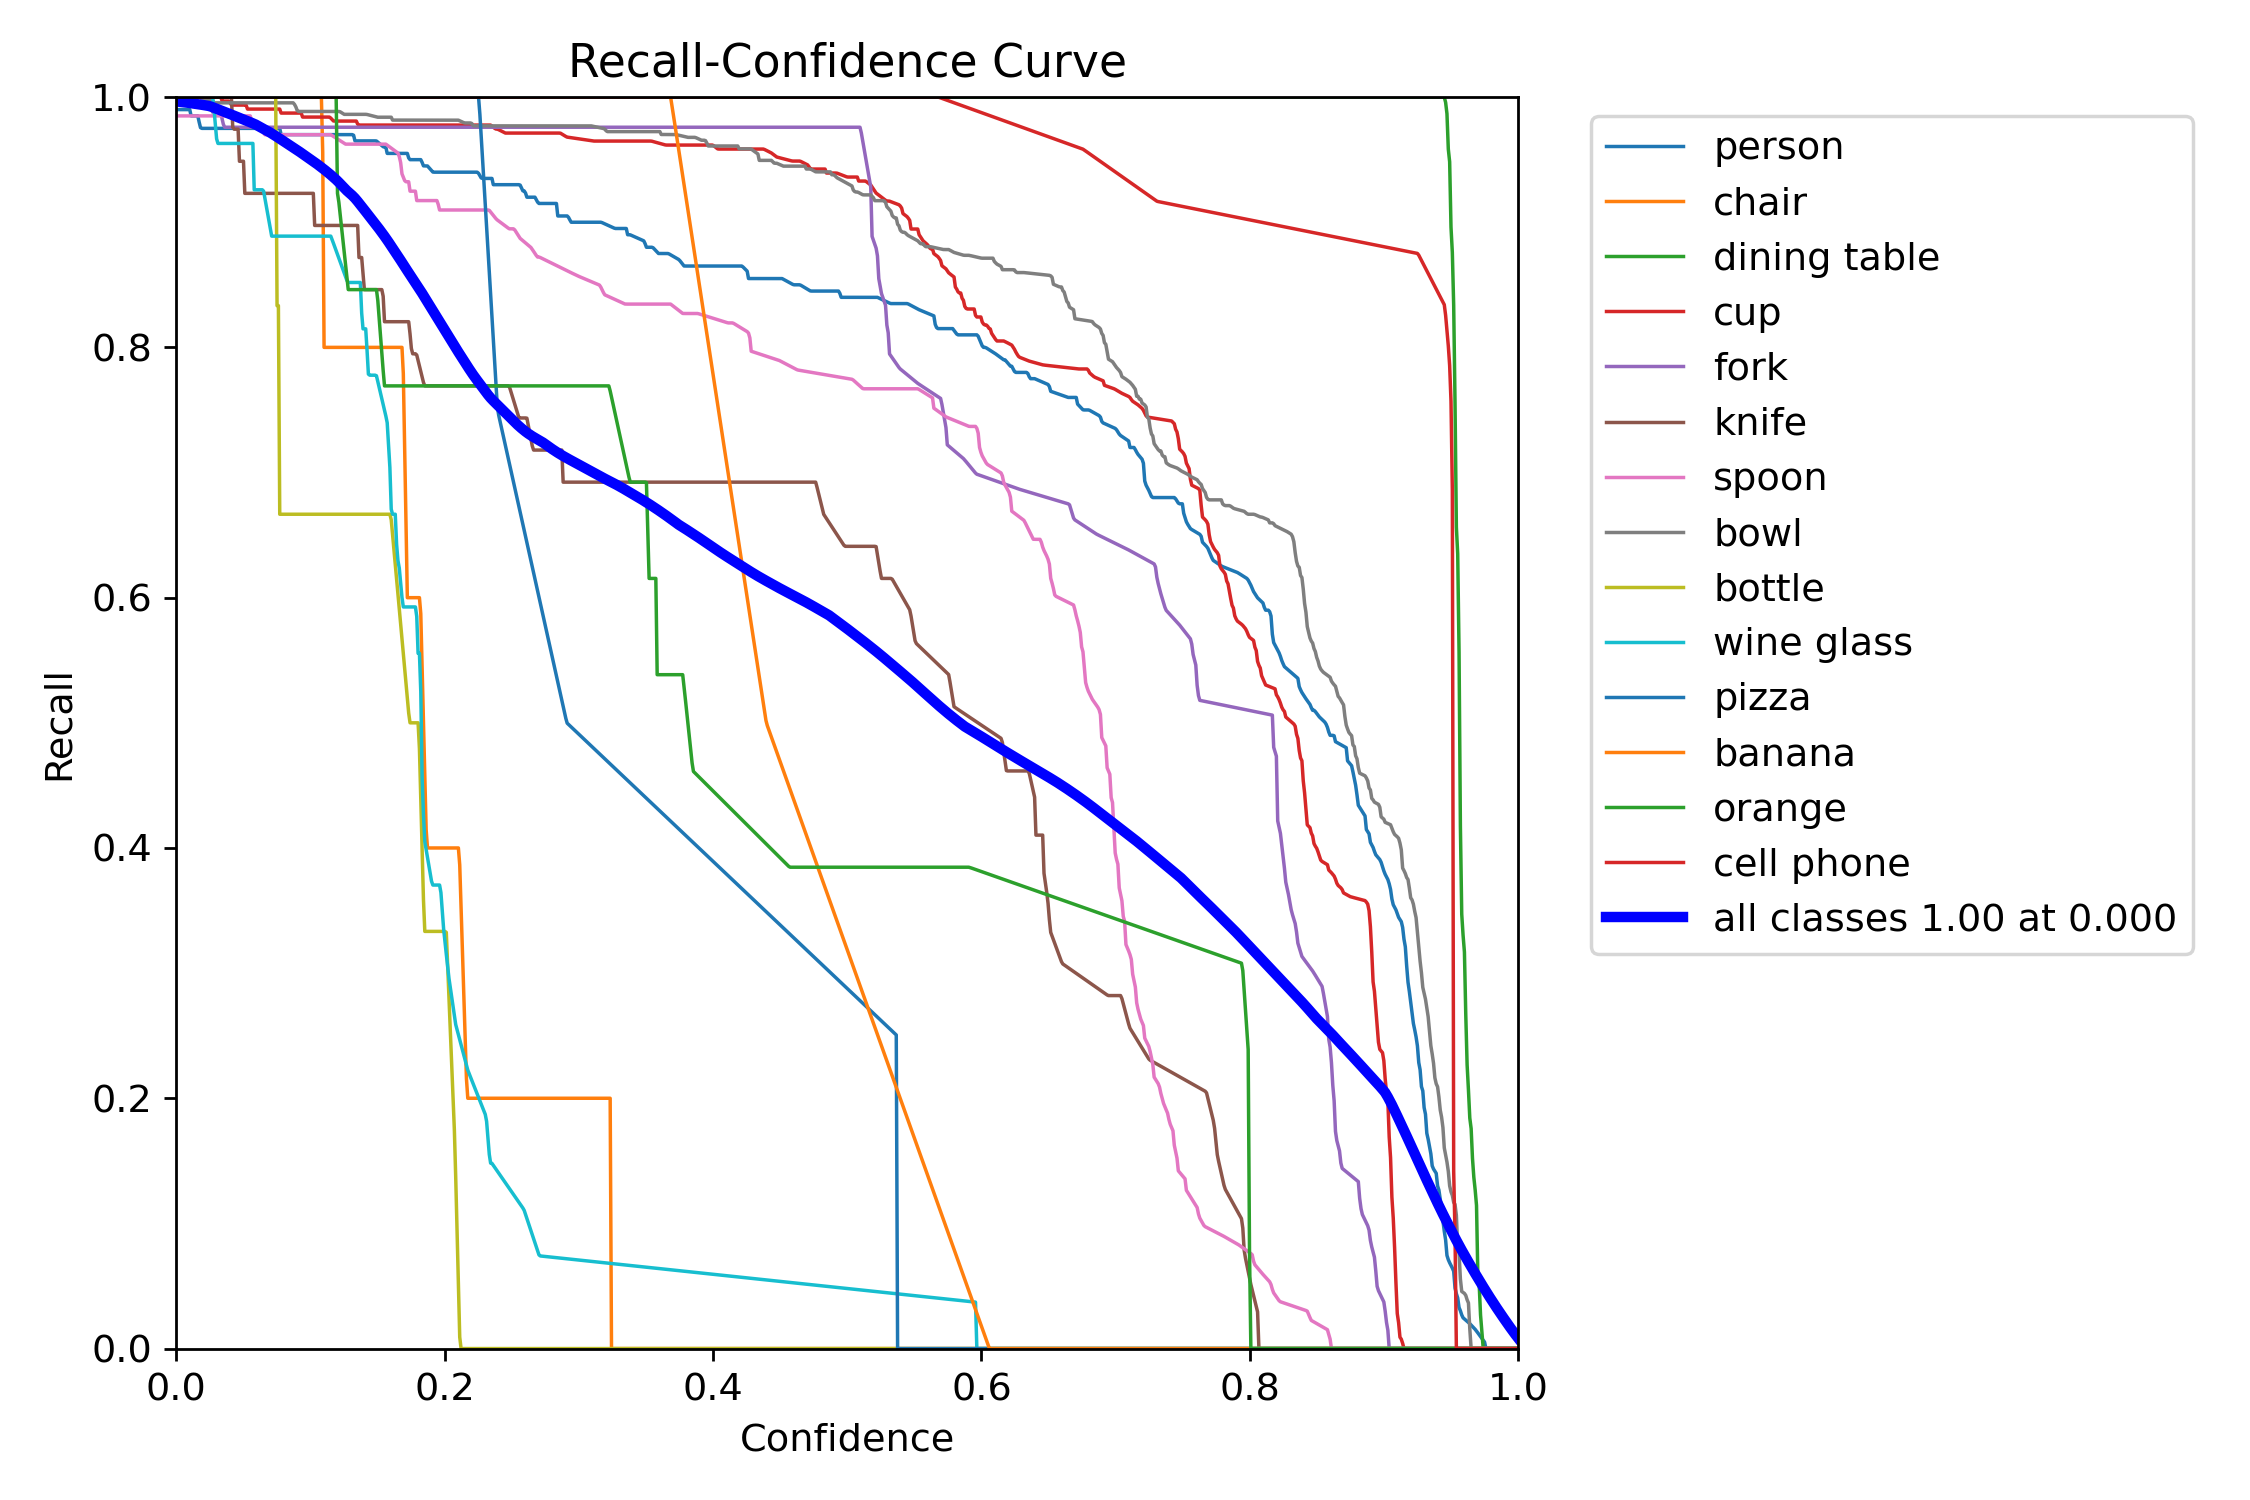 Recall-Confidence Curve
1.0
0.8
0.6
0.4
0.2
0.0
Recall
0.0 0.2 0.4 0.6 0.8 1.0
Confidence
person
chair
dining table
cup
fork
knife
spoon
bowl
bottle
wine glass
pizza
banana
orange
cell phone
all classes 1.00 at 0.000